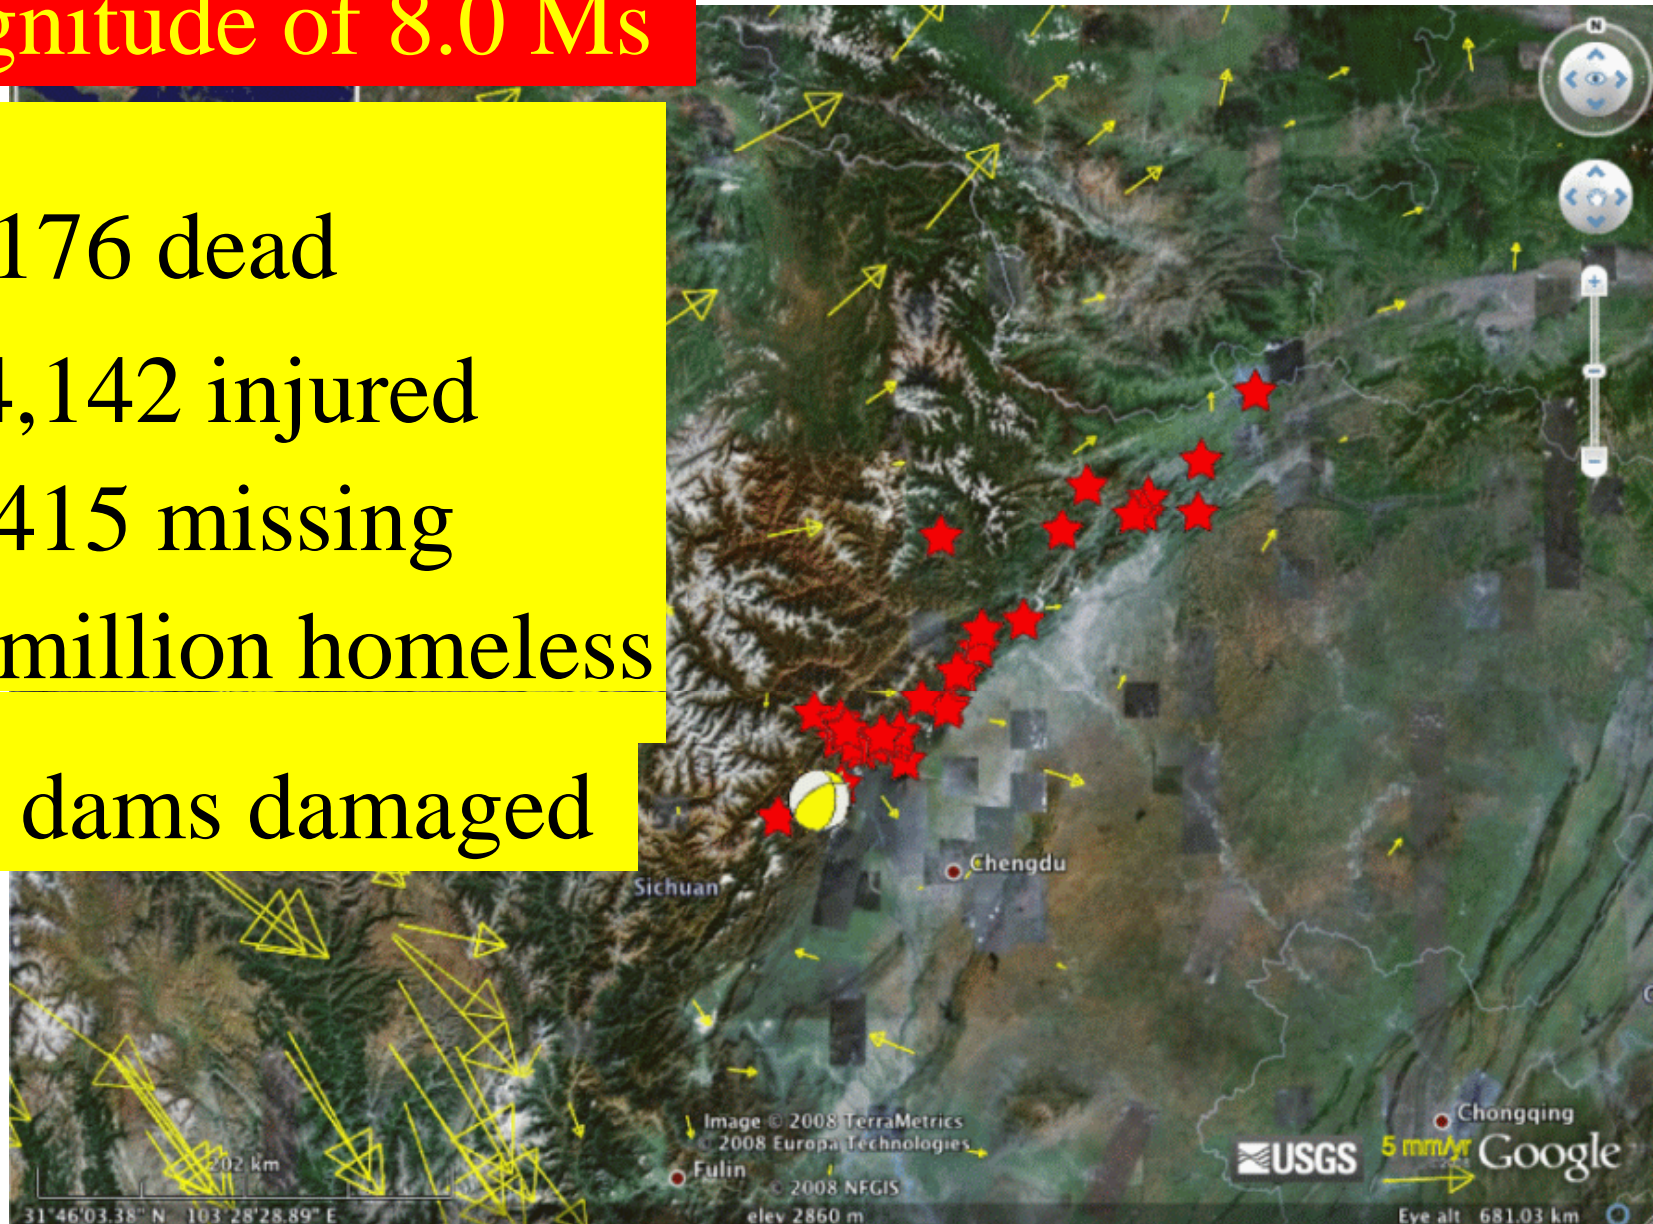 gnitude of 8.0 Ms
176 dead
4,142 injured
415 missing
million homeless
dams damaged
N
Chengdu
Sichuan
Chongqing
Image © 2008 TerraMetrics
© 2008 Europa Technologies
Fulin
© 2008 NFGIS
USGS
5 mm/yr
Google
202 km
31°46'03.38" N 103°28'28.89" E
elev 2860 m
Eye alt 681.03 km